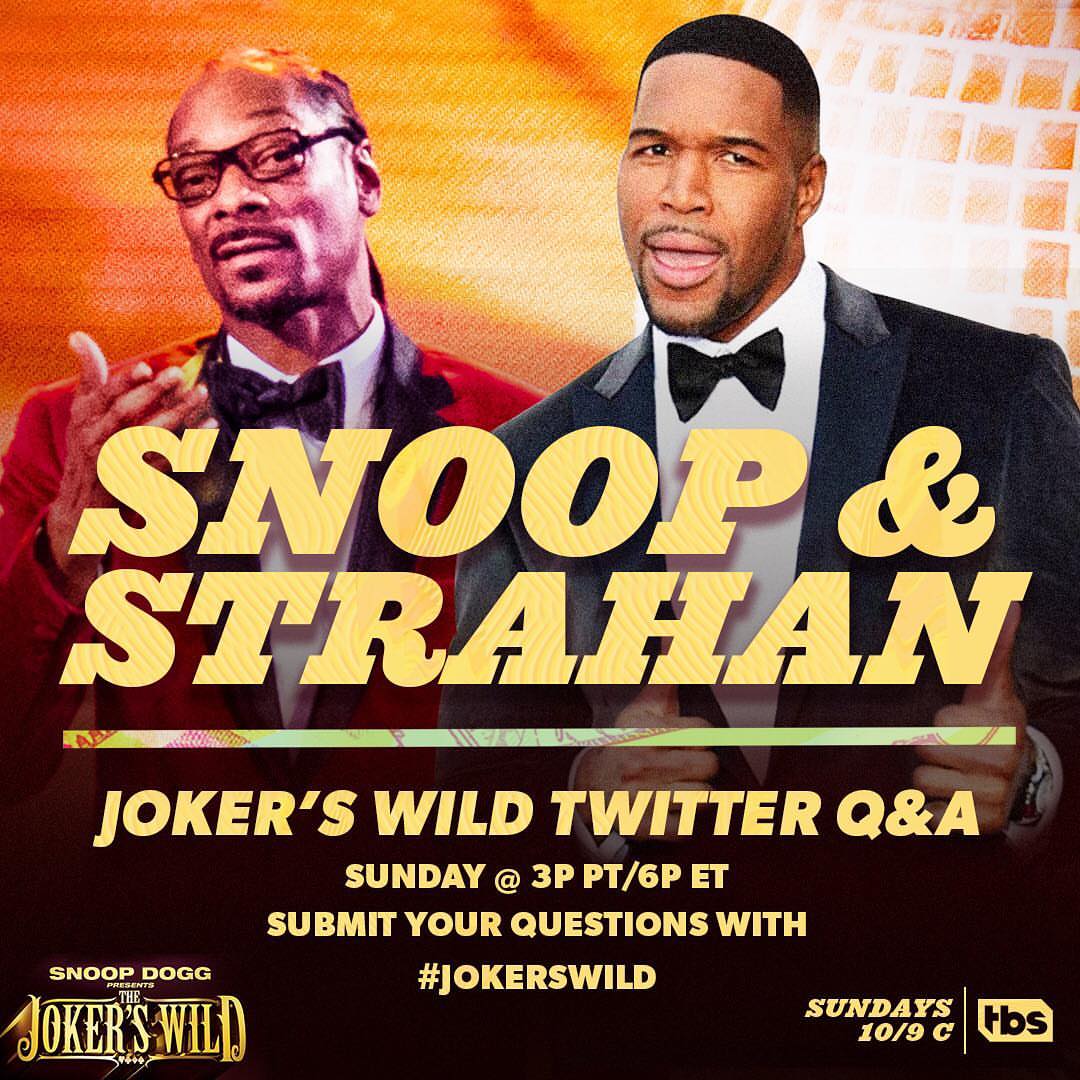 SNOOP &
STRAHAN
JOKER'S WILD TWITTER Q&A
SUNDAY @ 3P PT/6P ET
SUBMIT YOUR QUESTIONS WITH
#JOKERSWILD
SNOOP DOGG
PRESENTS
THE
JOKER'S WILD
SUNDAYS
10/9 C
tbs